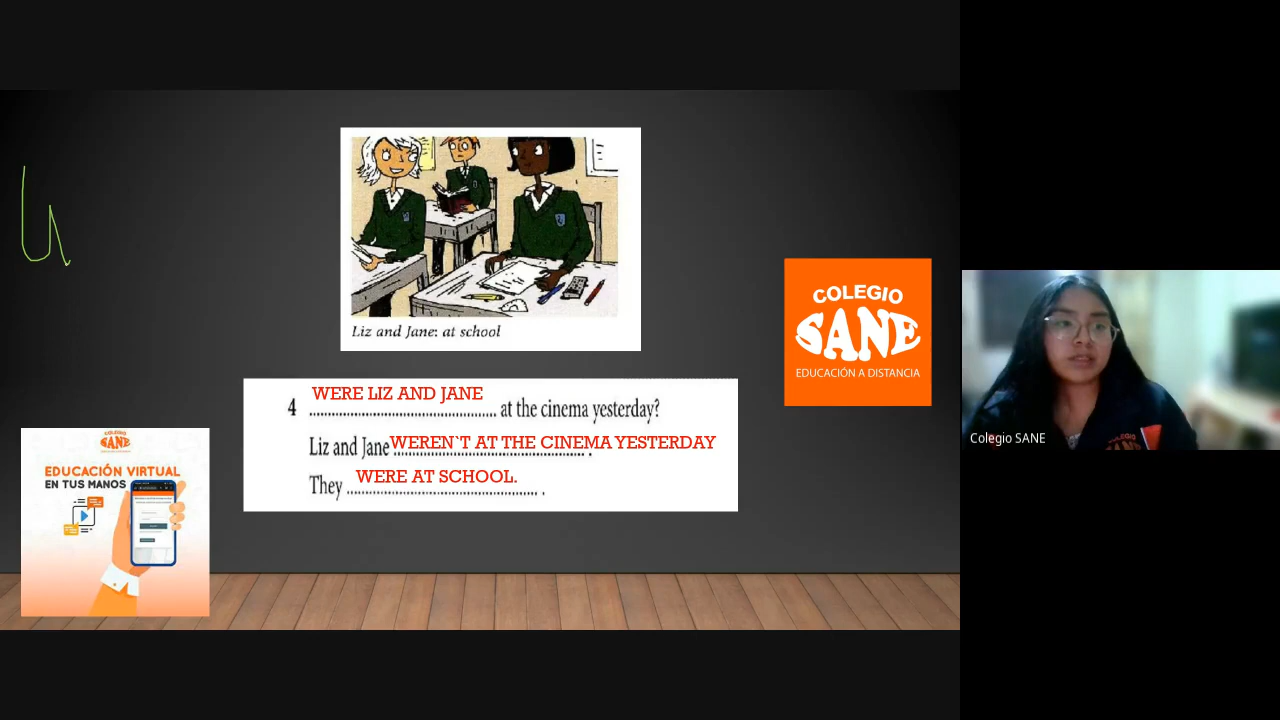 Liz and Jane: at school
COLEGIO
SANE
EDUCACIÓN A DISTANCIA
WERE LIZ AND JANE
4 ........ at the cinema yesterday?
Liz and Jane WEREN`T AT THE CINEMA YESTERDAY
They WERE AT SCHOOL.
SANE
EDUCACIÓN VIRTUAL
EN TUS MANOS
Colegio SANE